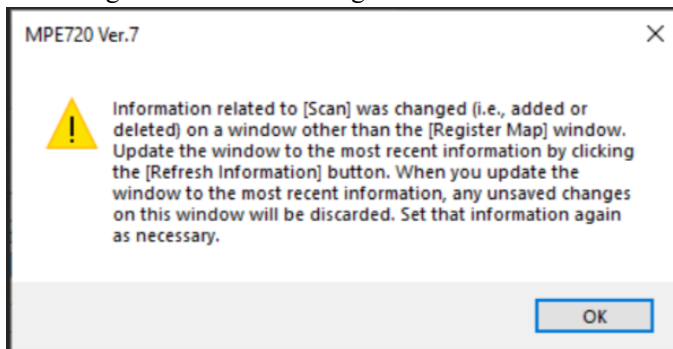 MPE720 Ver.7
Information related to [Scan] was changed (i.e., added or
deleted) on a window other than the [Register Map] window.
Update the window to the most recent information by clicking
the [Refresh Information] button. When you update the
window to the most recent information, any unsaved changes
on this window will be discarded. Set that information again
as necessary.
OK